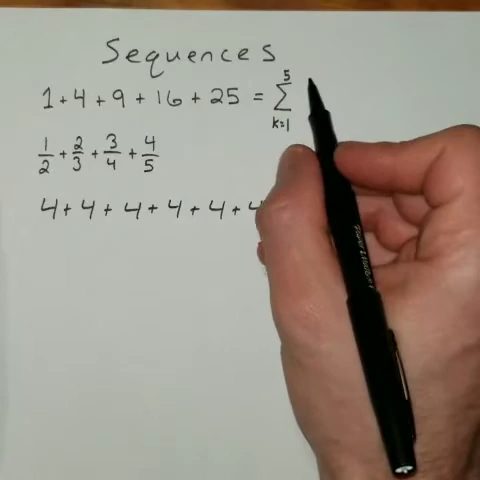 Sequences
1 + 4 + 9 + 16 + 25 = ∑_{k=1}^{5}
1/2 + 2/3 + 3/4 + 4/5
4 + 4 + 4 + 4 + 4 + 4